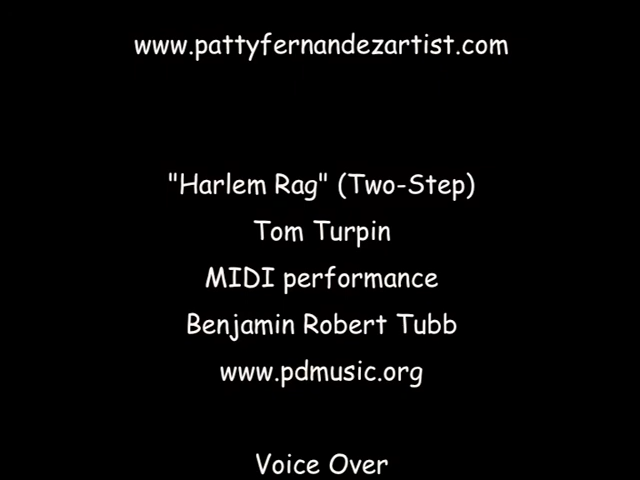 www.pattyfernandezartist.com
"Harlem Rag" (Two-Step)
Tom Turpin
MIDI performance
Benjamin Robert Tubb
www.pdmusic.org
Voice Over